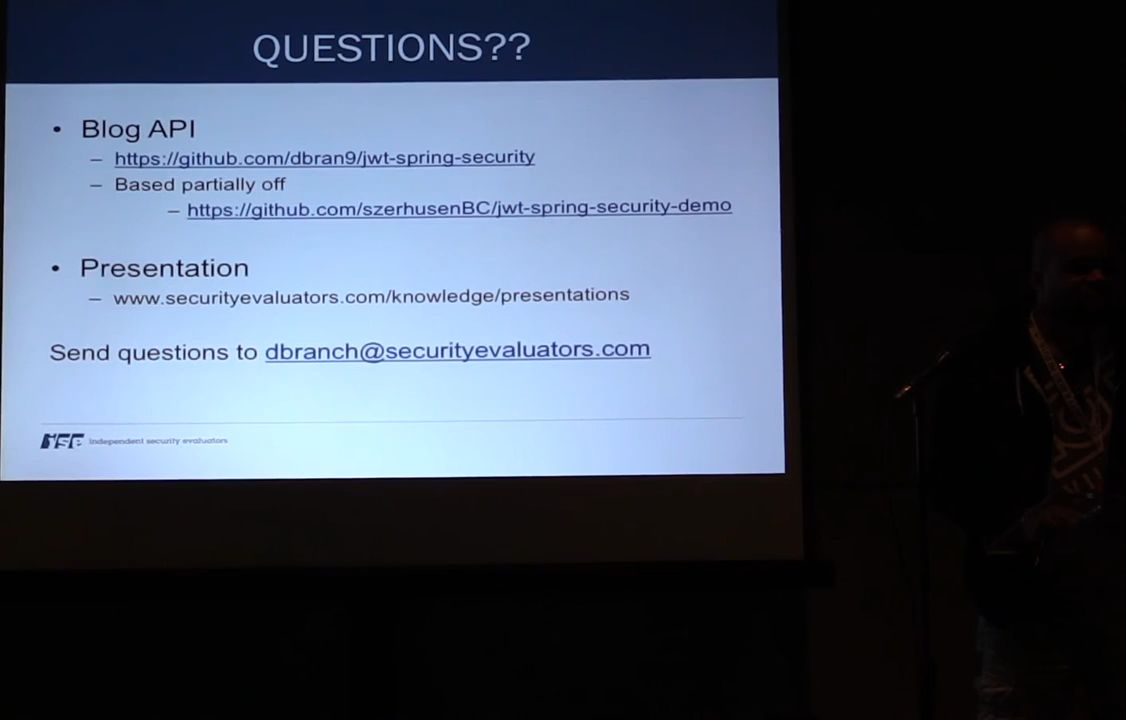 QUESTIONS??
• Blog API
– https://github.com/dbran9/jwt-spring-security
– Based partially off
– https://github.com/szerhusenBC/jwt-spring-security-demo
• Presentation
– www.securityevaluators.com/knowledge/presentations
Send questions to dbranch@securityevaluators.com
ise independent security evaluators